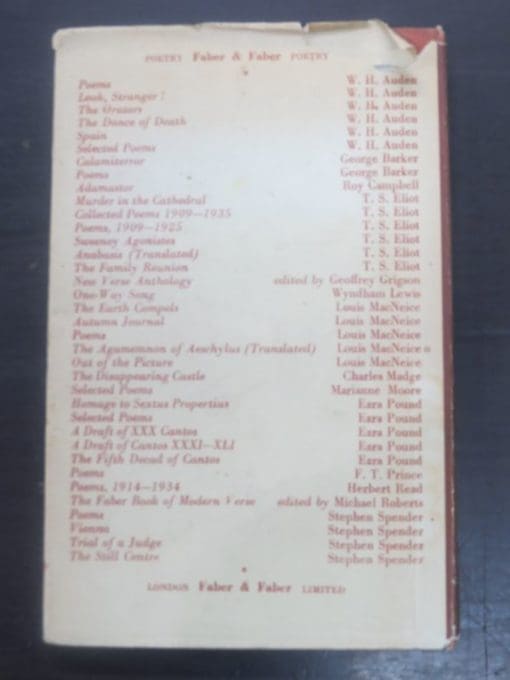 POETRY Faber & Faber POETRY
Poems W. H. Auden
Look, Stranger! W. H. Auden
The Orators W. H. Auden
The Dance of Death W. H. Auden
Spain W. H. Auden
Selected Poems W. H. Auden
Calamiterror George Barker
Poems George Barker
Adamastor Roy Campbell
Murder in the Cathedral T. S. Eliot
Collected Poems 1909—1935 T. S. Eliot
Poems, 1909—1925 T. S. Eliot
Sweeney Agonistes T. S. Eliot
Anabasis (Translated) T. S. Eliot
The Family Reunion T. S. Eliot
New Verse Anthology edited by Geoffrey Grigson
One-Way Song Wyndham Lewis
The Earth Compels Louis MacNeice
Autumn Journal Louis MacNeice
Poems Louis MacNeice
The Agamemnon of Aeschylus (Translated) Louis MacNeice
Out of the Picture Louis MacNeice
The Disappearing Castle Charles Madge
Selected Poems Marianne Moore
Homage to Sextus Propertius Ezra Pound
Selected Poems Ezra Pound
A Draft of XXX Cantos Ezra Pound
A Draft of Cantos XXXI—XLI Ezra Pound
The Fifth Decad of Cantos Ezra Pound
Poems F. T. Prince
Poems, 1914—1934 Herbert Read
The Faber Book of Modern Verse edited by Michael Roberts
Poems Stephen Spender
Vienna Stephen Spender
Trial of a Judge Stephen Spender
The Still Centre Stephen Spender
LONDON Faber & Faber LIMITED